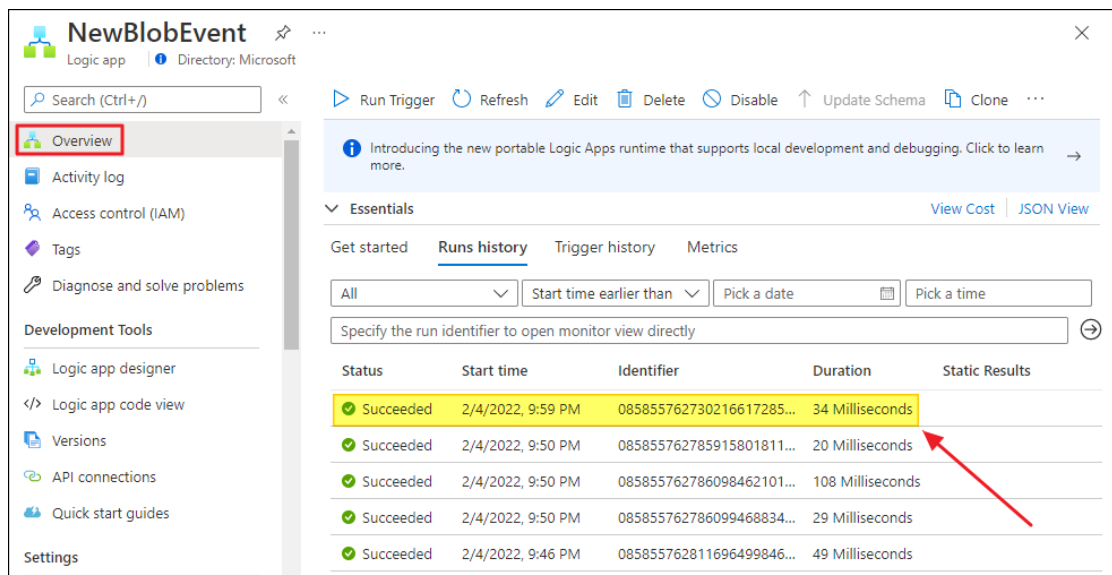 NewBlobEvent
Logic app
Directory: Microsoft
Search (Ctrl+/)
Overview
Activity log
Access control (IAM)
Tags
Diagnose and solve problems
Development Tools
Logic app designer
Logic app code view
Versions
API connections
Quick start guides
Settings
Run Trigger Refresh Edit Delete Disable Update Schema Clone
Introducing the new portable Logic Apps runtime that supports local development and debugging. Click to learn
more.
Essentials View Cost JSON View
Get started Runs history Trigger history Metrics
All Start time earlier than Pick a date Pick a time
Specify the run identifier to open monitor view directly
Status Start time Identifier Duration Static Results
Succeeded 2/4/2022, 9:59 PM 085855762730216617285... 34 Milliseconds
Succeeded 2/4/2022, 9:50 PM 085855762785915801811... 20 Milliseconds
Succeeded 2/4/2022, 9:50 PM 085855762786098462101... 108 Milliseconds
Succeeded 2/4/2022, 9:50 PM 085855762786099468834... 29 Milliseconds
Succeeded 2/4/2022, 9:46 PM 085855762811696499846... 49 Milliseconds